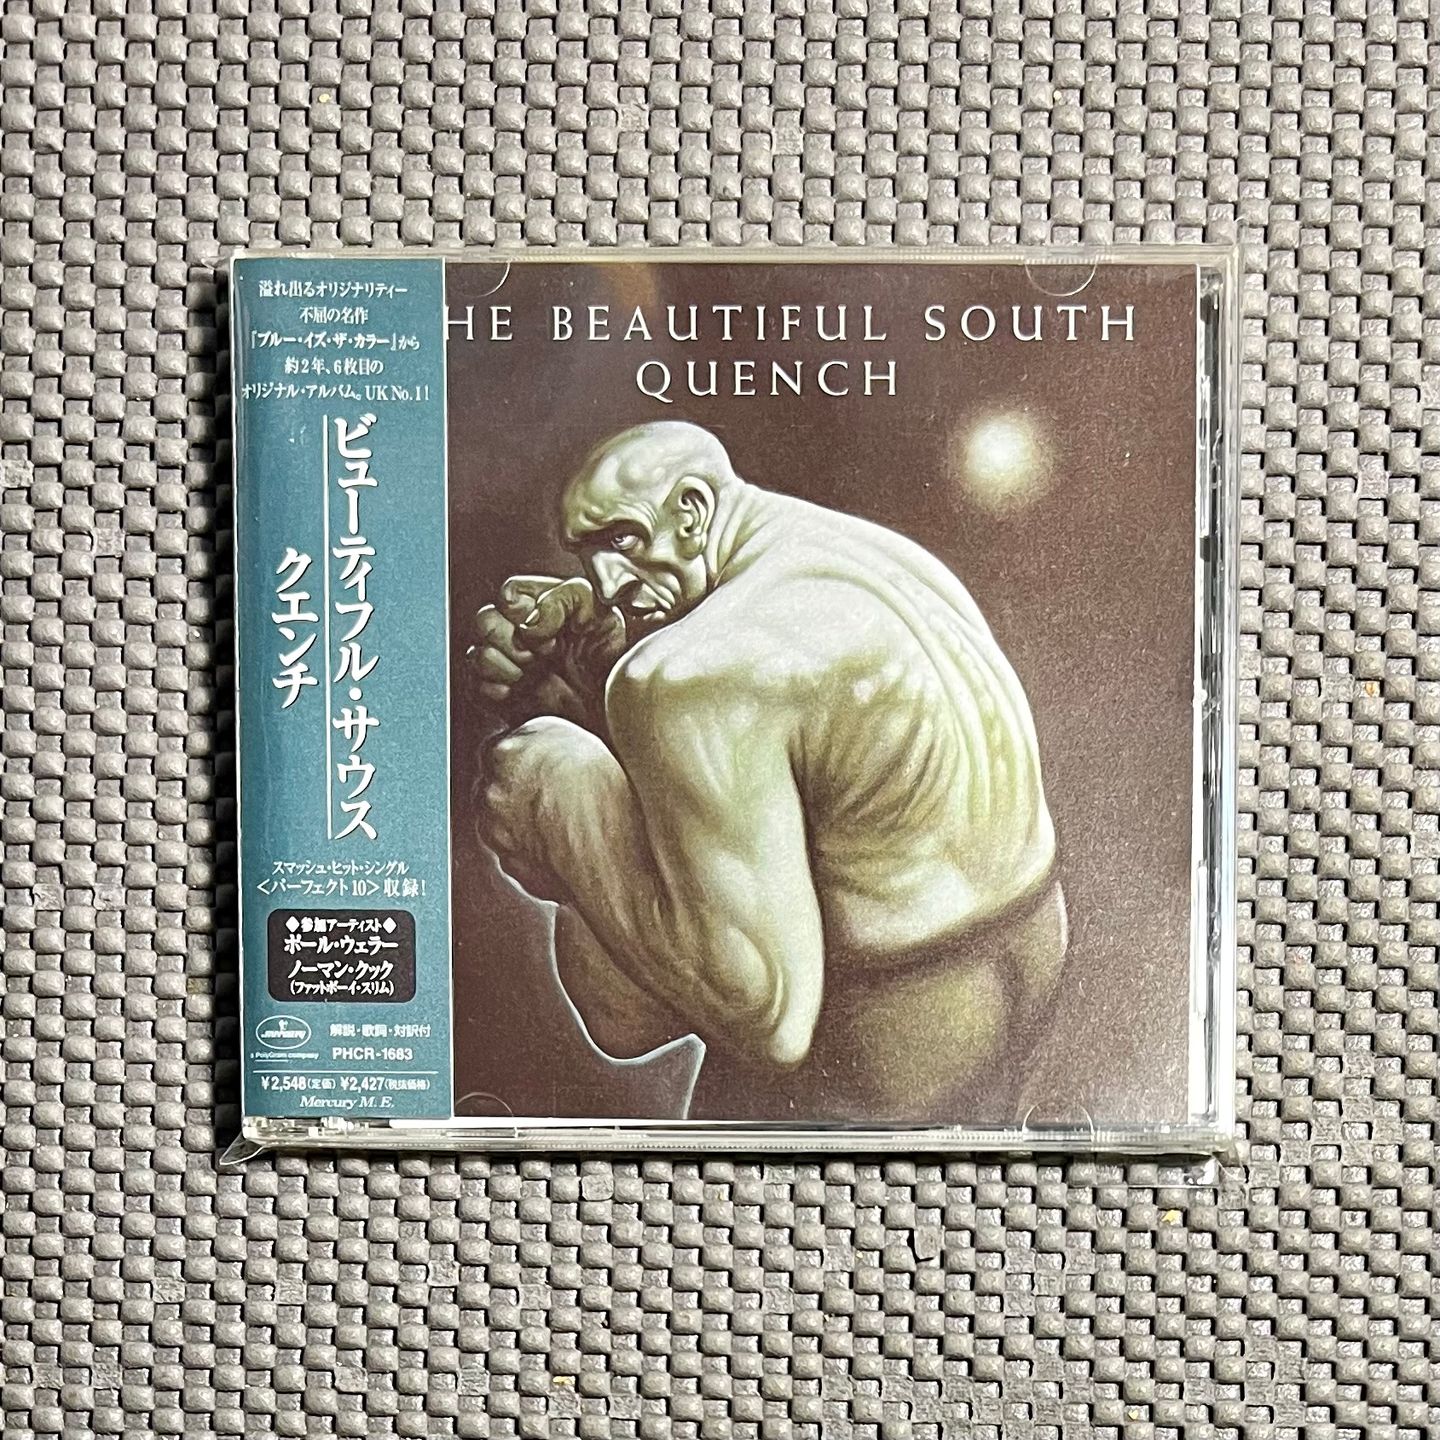 溢れ出るオリジナリティー
不屈の名作
『ブルー・イズ・ザ・カラー』から
約2年、6枚目の
オリジナル・アルバム。UK No.1!
ビューティフル・サウス
クエンチ
スマッシュ・ヒット・シングル
<パーフェクト10>収録!
◆参加アーティスト◆
ポール・ウェラー
ノーマン・クック
(ファットボーイ・スリム)
mercury
a PolyGram company
解説・歌詞・対訳付
PHCR-1683
¥2,548(定価) ¥2,427(税抜価格)
Mercury M.E.
HE BEAUTIFUL SOUTH
QUENCH